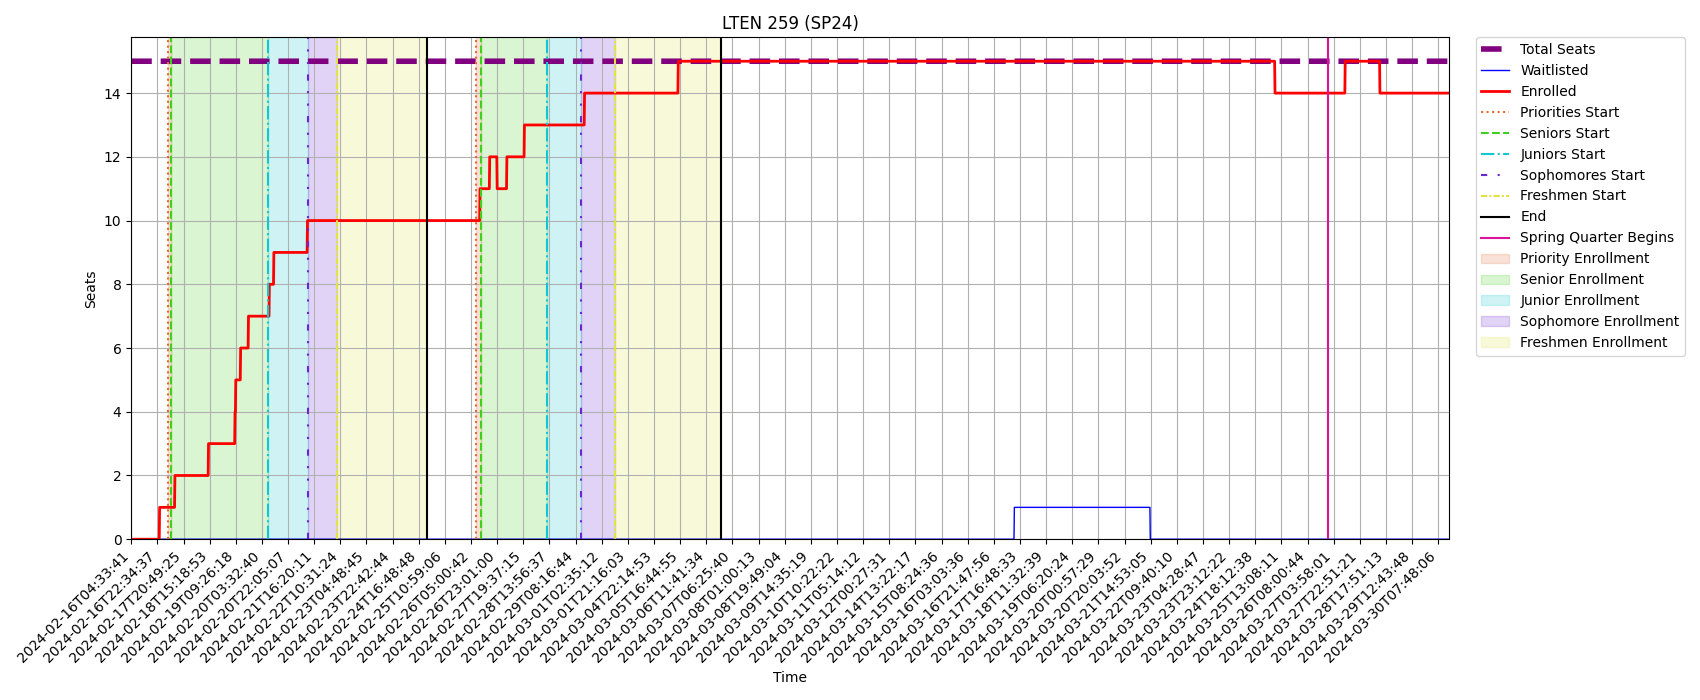 LTEN 259 (SP24)
Seats
14
12
10
8
6
4
2
0
2024-02-16T04:33:41
2024-02-16T22:34:37
2024-02-17T20:49:25
2024-02-18T15:18:53
2024-02-19T09:26:18
2024-02-20T03:32:40
2024-02-20T22:05:07
2024-02-21T16:20:11
2024-02-22T10:31:24
2024-02-23T04:48:45
2024-02-23T22:42:44
2024-02-24T16:48:48
2024-02-25T10:59:06
2024-02-26T05:00:42
2024-02-26T23:01:00
2024-02-27T19:37:15
2024-02-28T13:56:37
2024-02-29T08:16:44
2024-03-01T02:35:12
2024-03-01T21:16:03
2024-03-04T22:14:53
2024-03-05T16:44:55
2024-03-06T11:41:34
2024-03-07T06:25:40
2024-03-08T01:00:13
2024-03-08T19:49:04
2024-03-09T14:35:19
2024-03-10T10:22:22
2024-03-11T05:14:12
2024-03-12T00:27:31
2024-03-14T13:22:17
2024-03-15T08:24:36
2024-03-16T03:03:36
2024-03-16T21:47:56
2024-03-17T16:48:33
2024-03-18T11:32:39
2024-03-19T06:20:24
2024-03-20T00:57:29
2024-03-20T20:03:52
2024-03-21T14:53:05
2024-03-22T09:40:10
2024-03-23T04:28:47
2024-03-23T23:12:22
2024-03-24T18:12:38
2024-03-25T13:08:11
2024-03-26T08:00:44
2024-03-27T03:58:01
2024-03-27T22:51:21
2024-03-28T17:51:13
2024-03-29T12:43:48
2024-03-30T07:48:06
Time
Total Seats
Waitlisted
Enrolled
Priorities Start
Seniors Start
Juniors Start
Sophomores Start
Freshmen Start
End
Spring Quarter Begins
Priority Enrollment
Senior Enrollment
Junior Enrollment
Sophomore Enrollment
Freshmen Enrollment